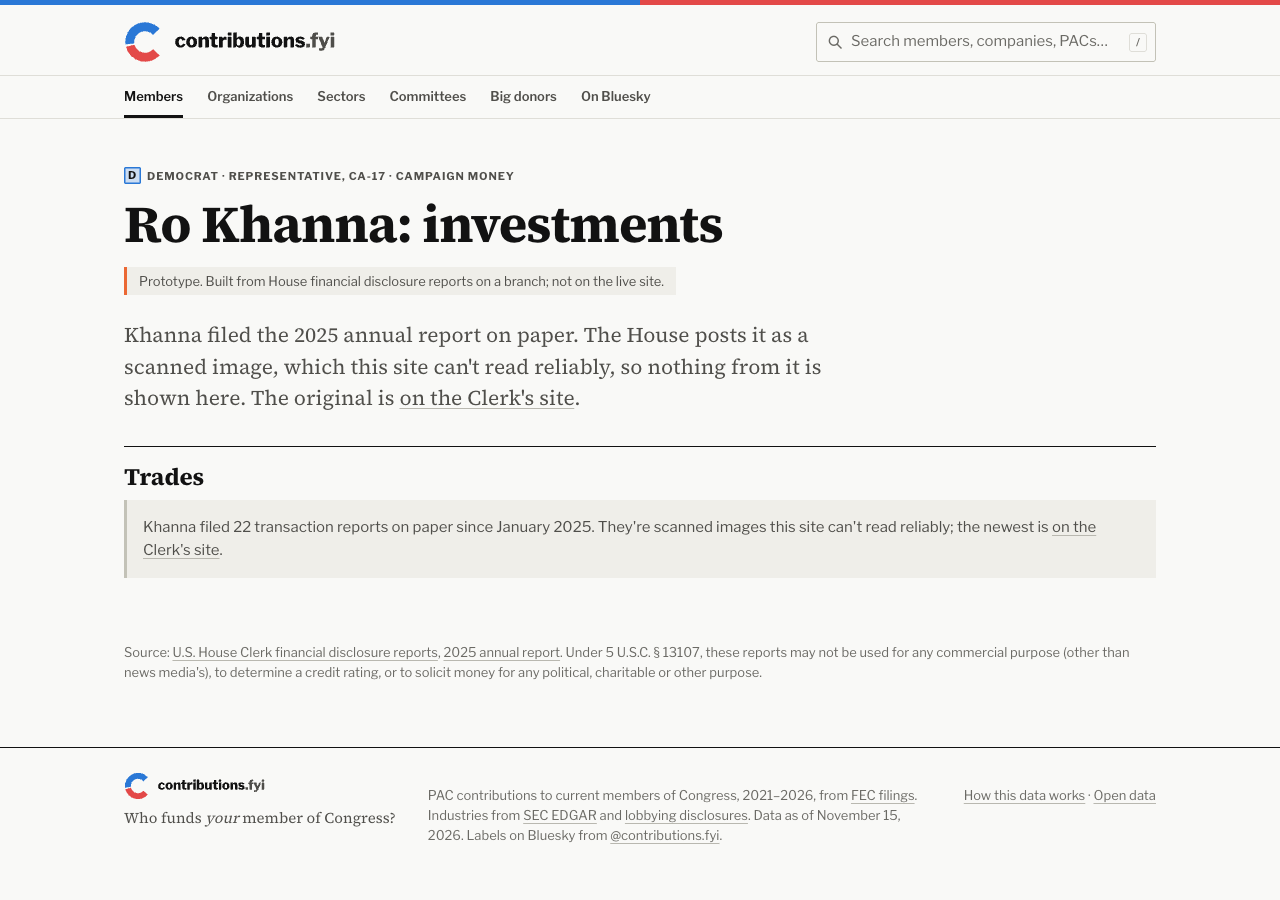 contributions.fyi
Search members, companies, PACs...
/
Members
Organizations
Sectors
Committees
Big donors
On Bluesky
D
DEMOCRAT · REPRESENTATIVE, CA-17 · CAMPAIGN MONEY
Ro Khanna: investments
Prototype. Built from House financial disclosure reports on a branch; not on the live site.
Khanna filed the 2025 annual report on paper. The House posts it as a
scanned image, which this site can't read reliably, so nothing from it is
shown here. The original is on the Clerk's site.
Trades
Khanna filed 22 transaction reports on paper since January 2025. They're scanned images this site can't read reliably; the newest is on the
Clerk's site.
Source: U.S. House Clerk financial disclosure reports, 2025 annual report. Under 5 U.S.C. § 13107, these reports may not be used for any commercial purpose (other than
news media's), to determine a credit rating, or to solicit money for any political, charitable or other purpose.
contributions.fyi
Who funds your member of Congress?
PAC contributions to current members of Congress, 2021–2026, from FEC filings.
Industries from SEC EDGAR and lobbying disclosures. Data as of November 15,
2026. Labels on Bluesky from @contributions.fyi.
How this data works · Open data